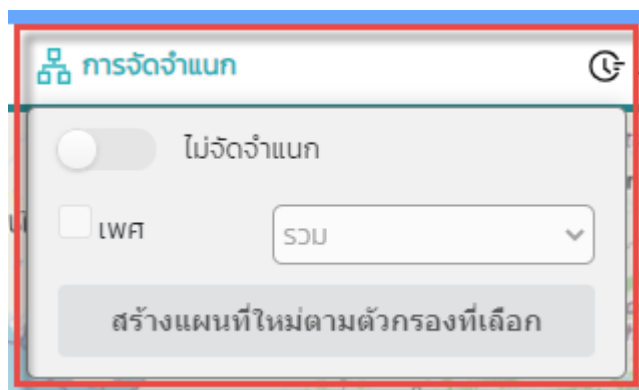 การจัดจำแนก
ไม่จัดจำแนก
เพศ รวม
สร้างแผนที่ใหม่ตามตัวกรองที่เลือก